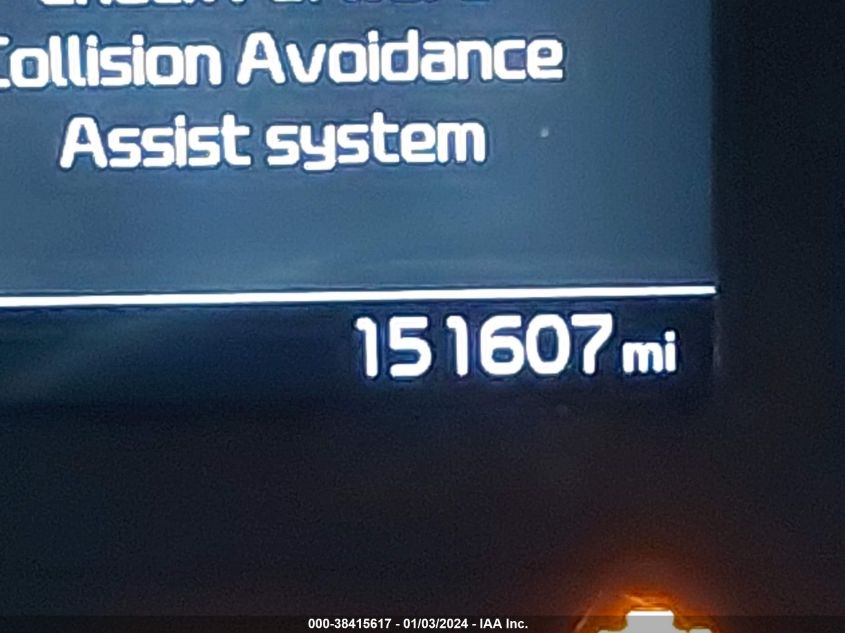 Collision Avoidance
Assist system
151607 mi
000-38415617 - 01/03/2024 - IAA Inc.